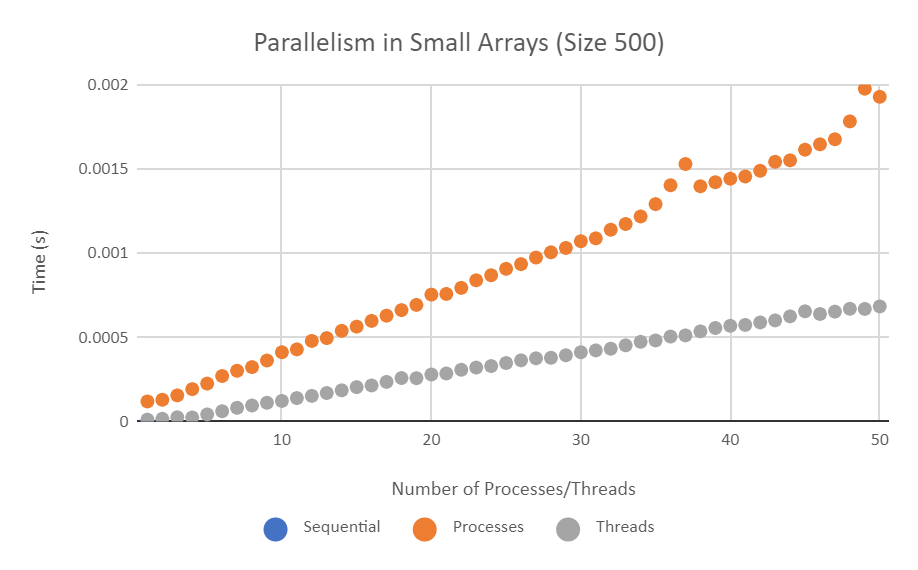 Parallelism in Small Arrays (Size 500)
0.002
0.0015
0.001
0.0005
0
Time (s)
10 20 30 40 50
Number of Processes/Threads
Sequential Processes Threads